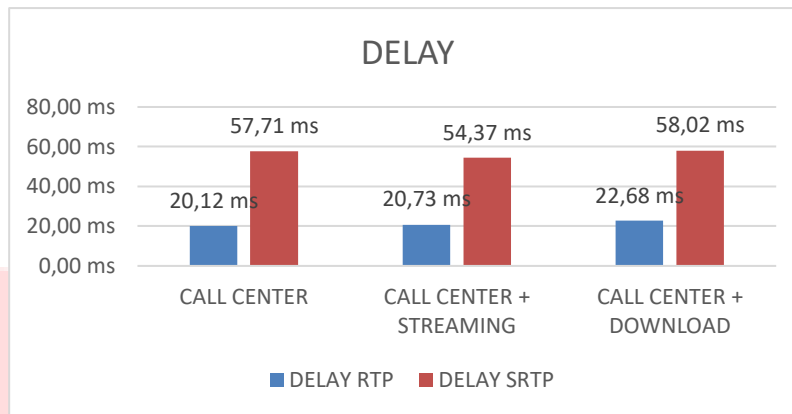 DELAY
80,00 ms
60,00 ms
40,00 ms
20,00 ms
0,00 ms
57,71 ms
54,37 ms
58,02 ms
20,12 ms
20,73 ms
22,68 ms
CALL CENTER
CALL CENTER +
STREAMING
CALL CENTER +
DOWNLOAD
DELAY RTP
DELAY SRTP